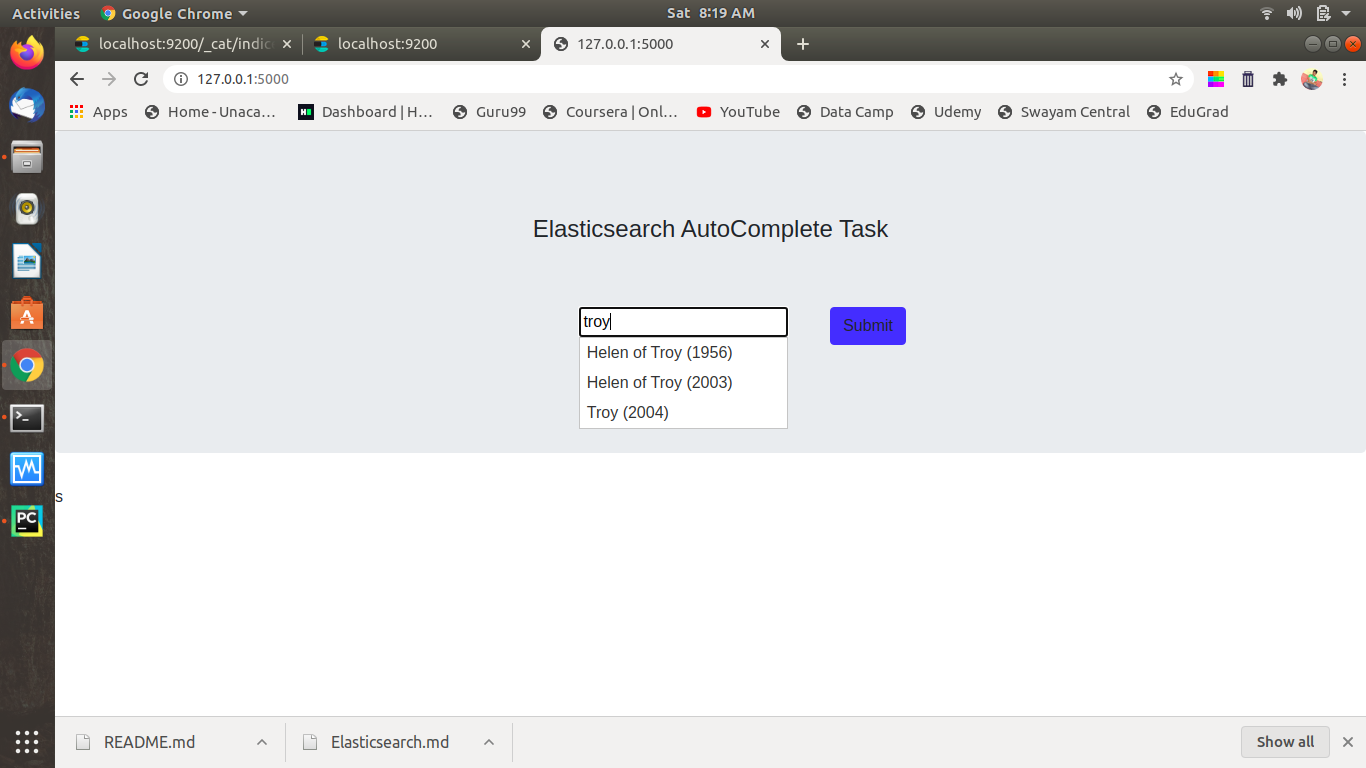 Activities Google Chrome Sat 8:19 AM
localhost:9200/_cat/indic localhost:9200 127.0.0.1:5000
127.0.0.1:5000
Apps Home - Unaca… Dashboard | H… Guru99 Coursera | Onl… YouTube Data Camp Udemy Swayam Central EduGrad
Elasticsearch AutoComplete Task
troy Submit
Helen of Troy (1956)
Helen of Troy (2003)
Troy (2004)
s
PC
README.md Elasticsearch.md Show all